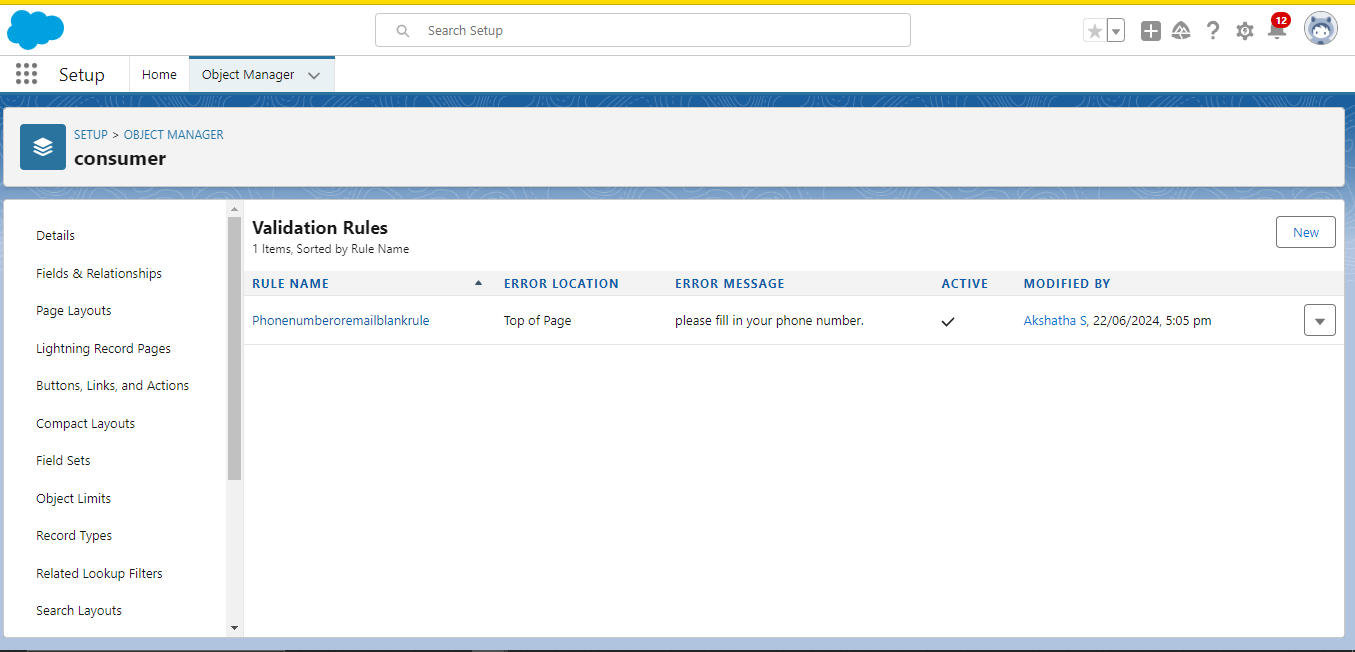 Search Setup
12
Setup
Home
Object Manager
SETUP > OBJECT MANAGER
consumer
Details
Fields & Relationships
Page Layouts
Lightning Record Pages
Buttons, Links, and Actions
Compact Layouts
Field Sets
Object Limits
Record Types
Related Lookup Filters
Search Layouts
Validation Rules
1 Items, Sorted by Rule Name
New
RULE NAME ERROR LOCATION ERROR MESSAGE ACTIVE MODIFIED BY
Phonenumberoremailblankrule Top of Page please fill in your phone number. Akshatha S, 22/06/2024, 5:05 pm